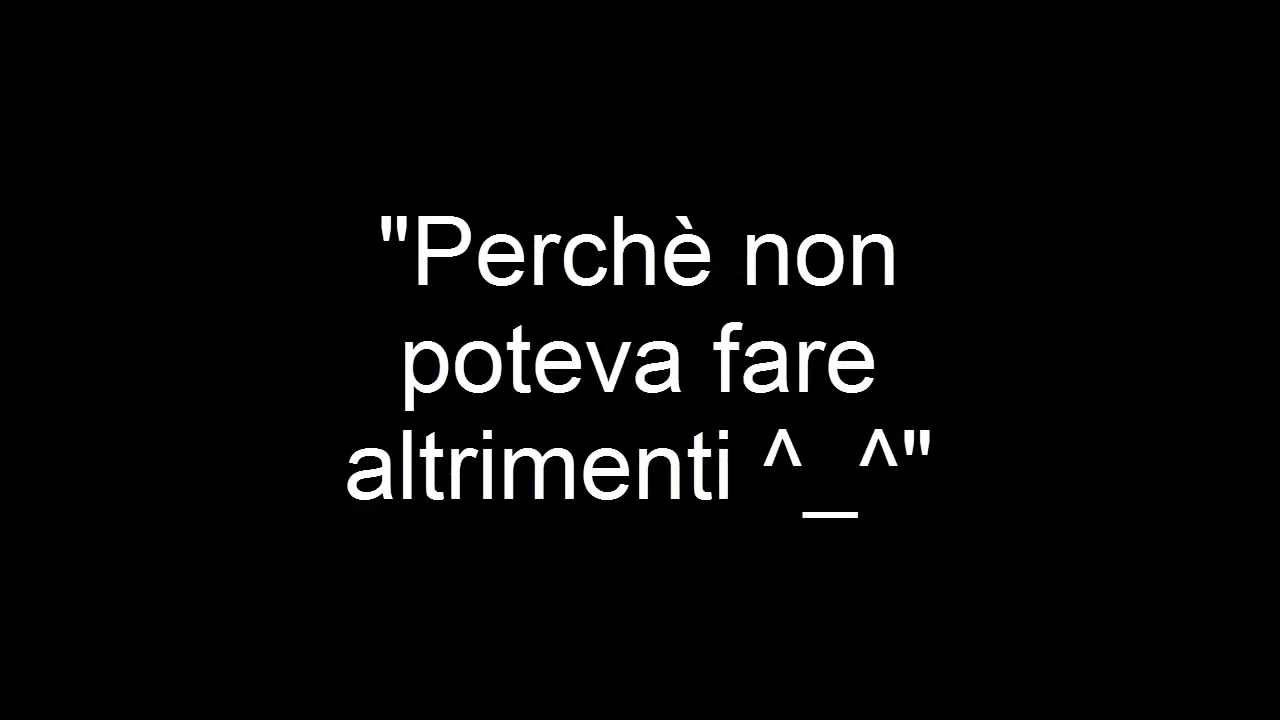 "Perchè non
poteva fare
altrimenti ^_^"